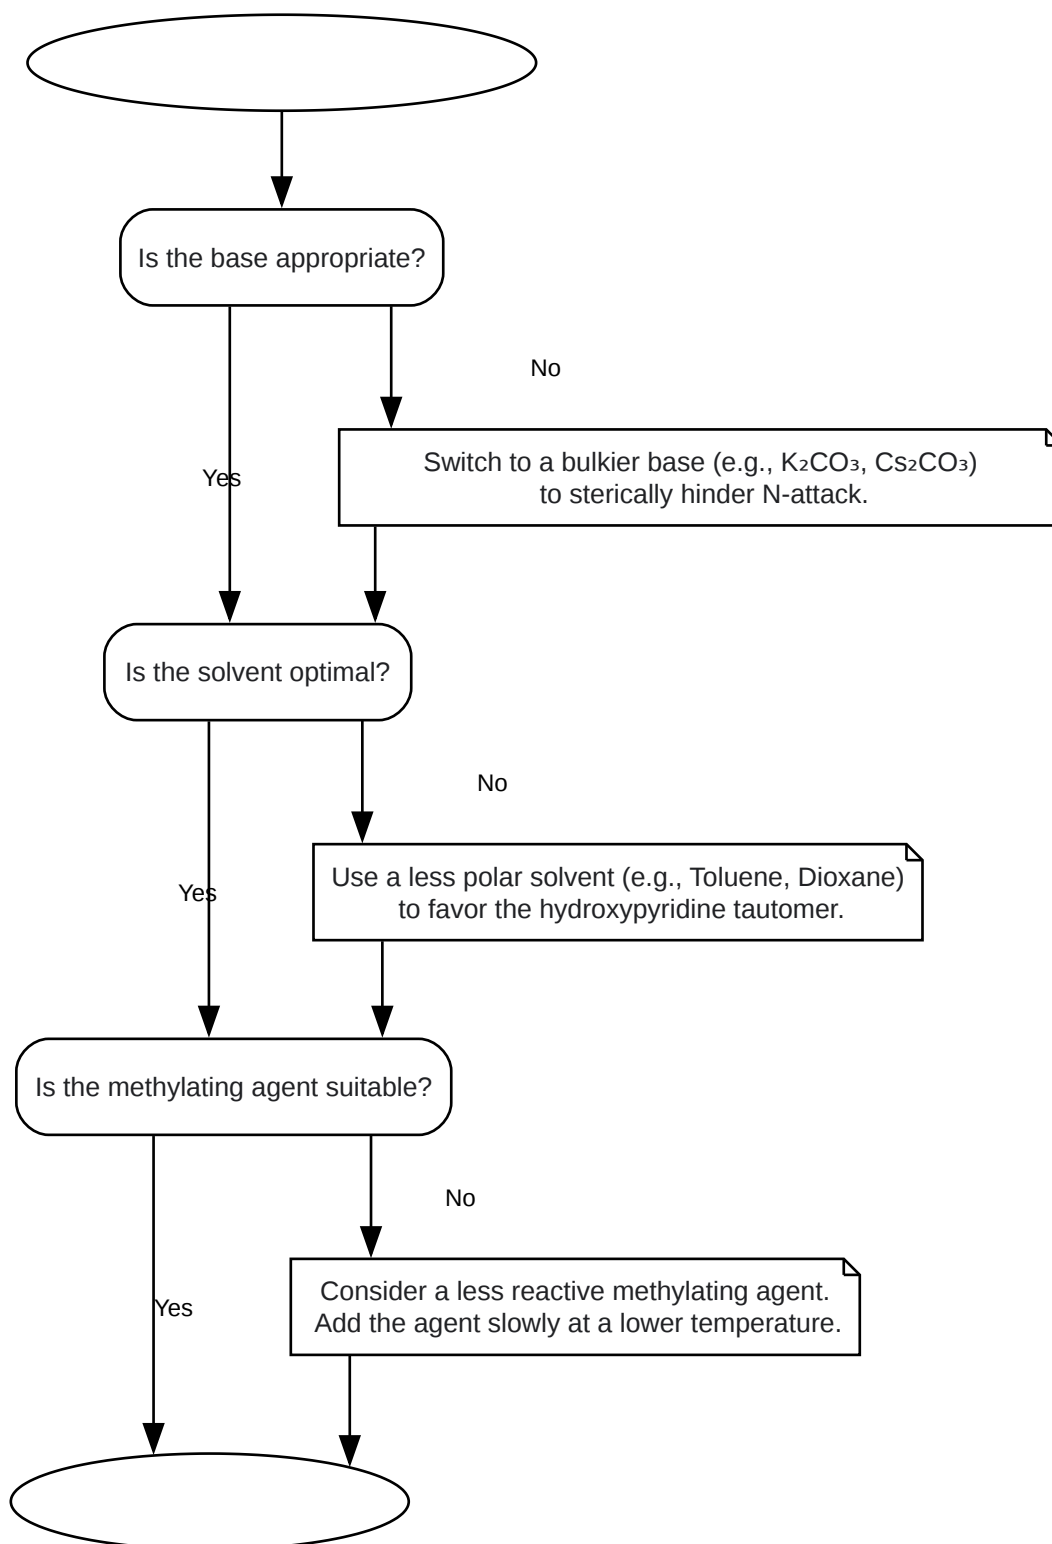 Is the base appropriate?
No
Switch to a bulkier base (e.g., K₂CO₃, Cs₂CO₃)
to sterically hinder N-attack.
Yes
Is the solvent optimal?
No
Use a less polar solvent (e.g., Toluene, Dioxane)
to favor the hydroxypyridine tautomer.
Yes
Is the methylating agent suitable?
No
Consider a less reactive methylating agent.
Add the agent slowly at a lower temperature.
Yes